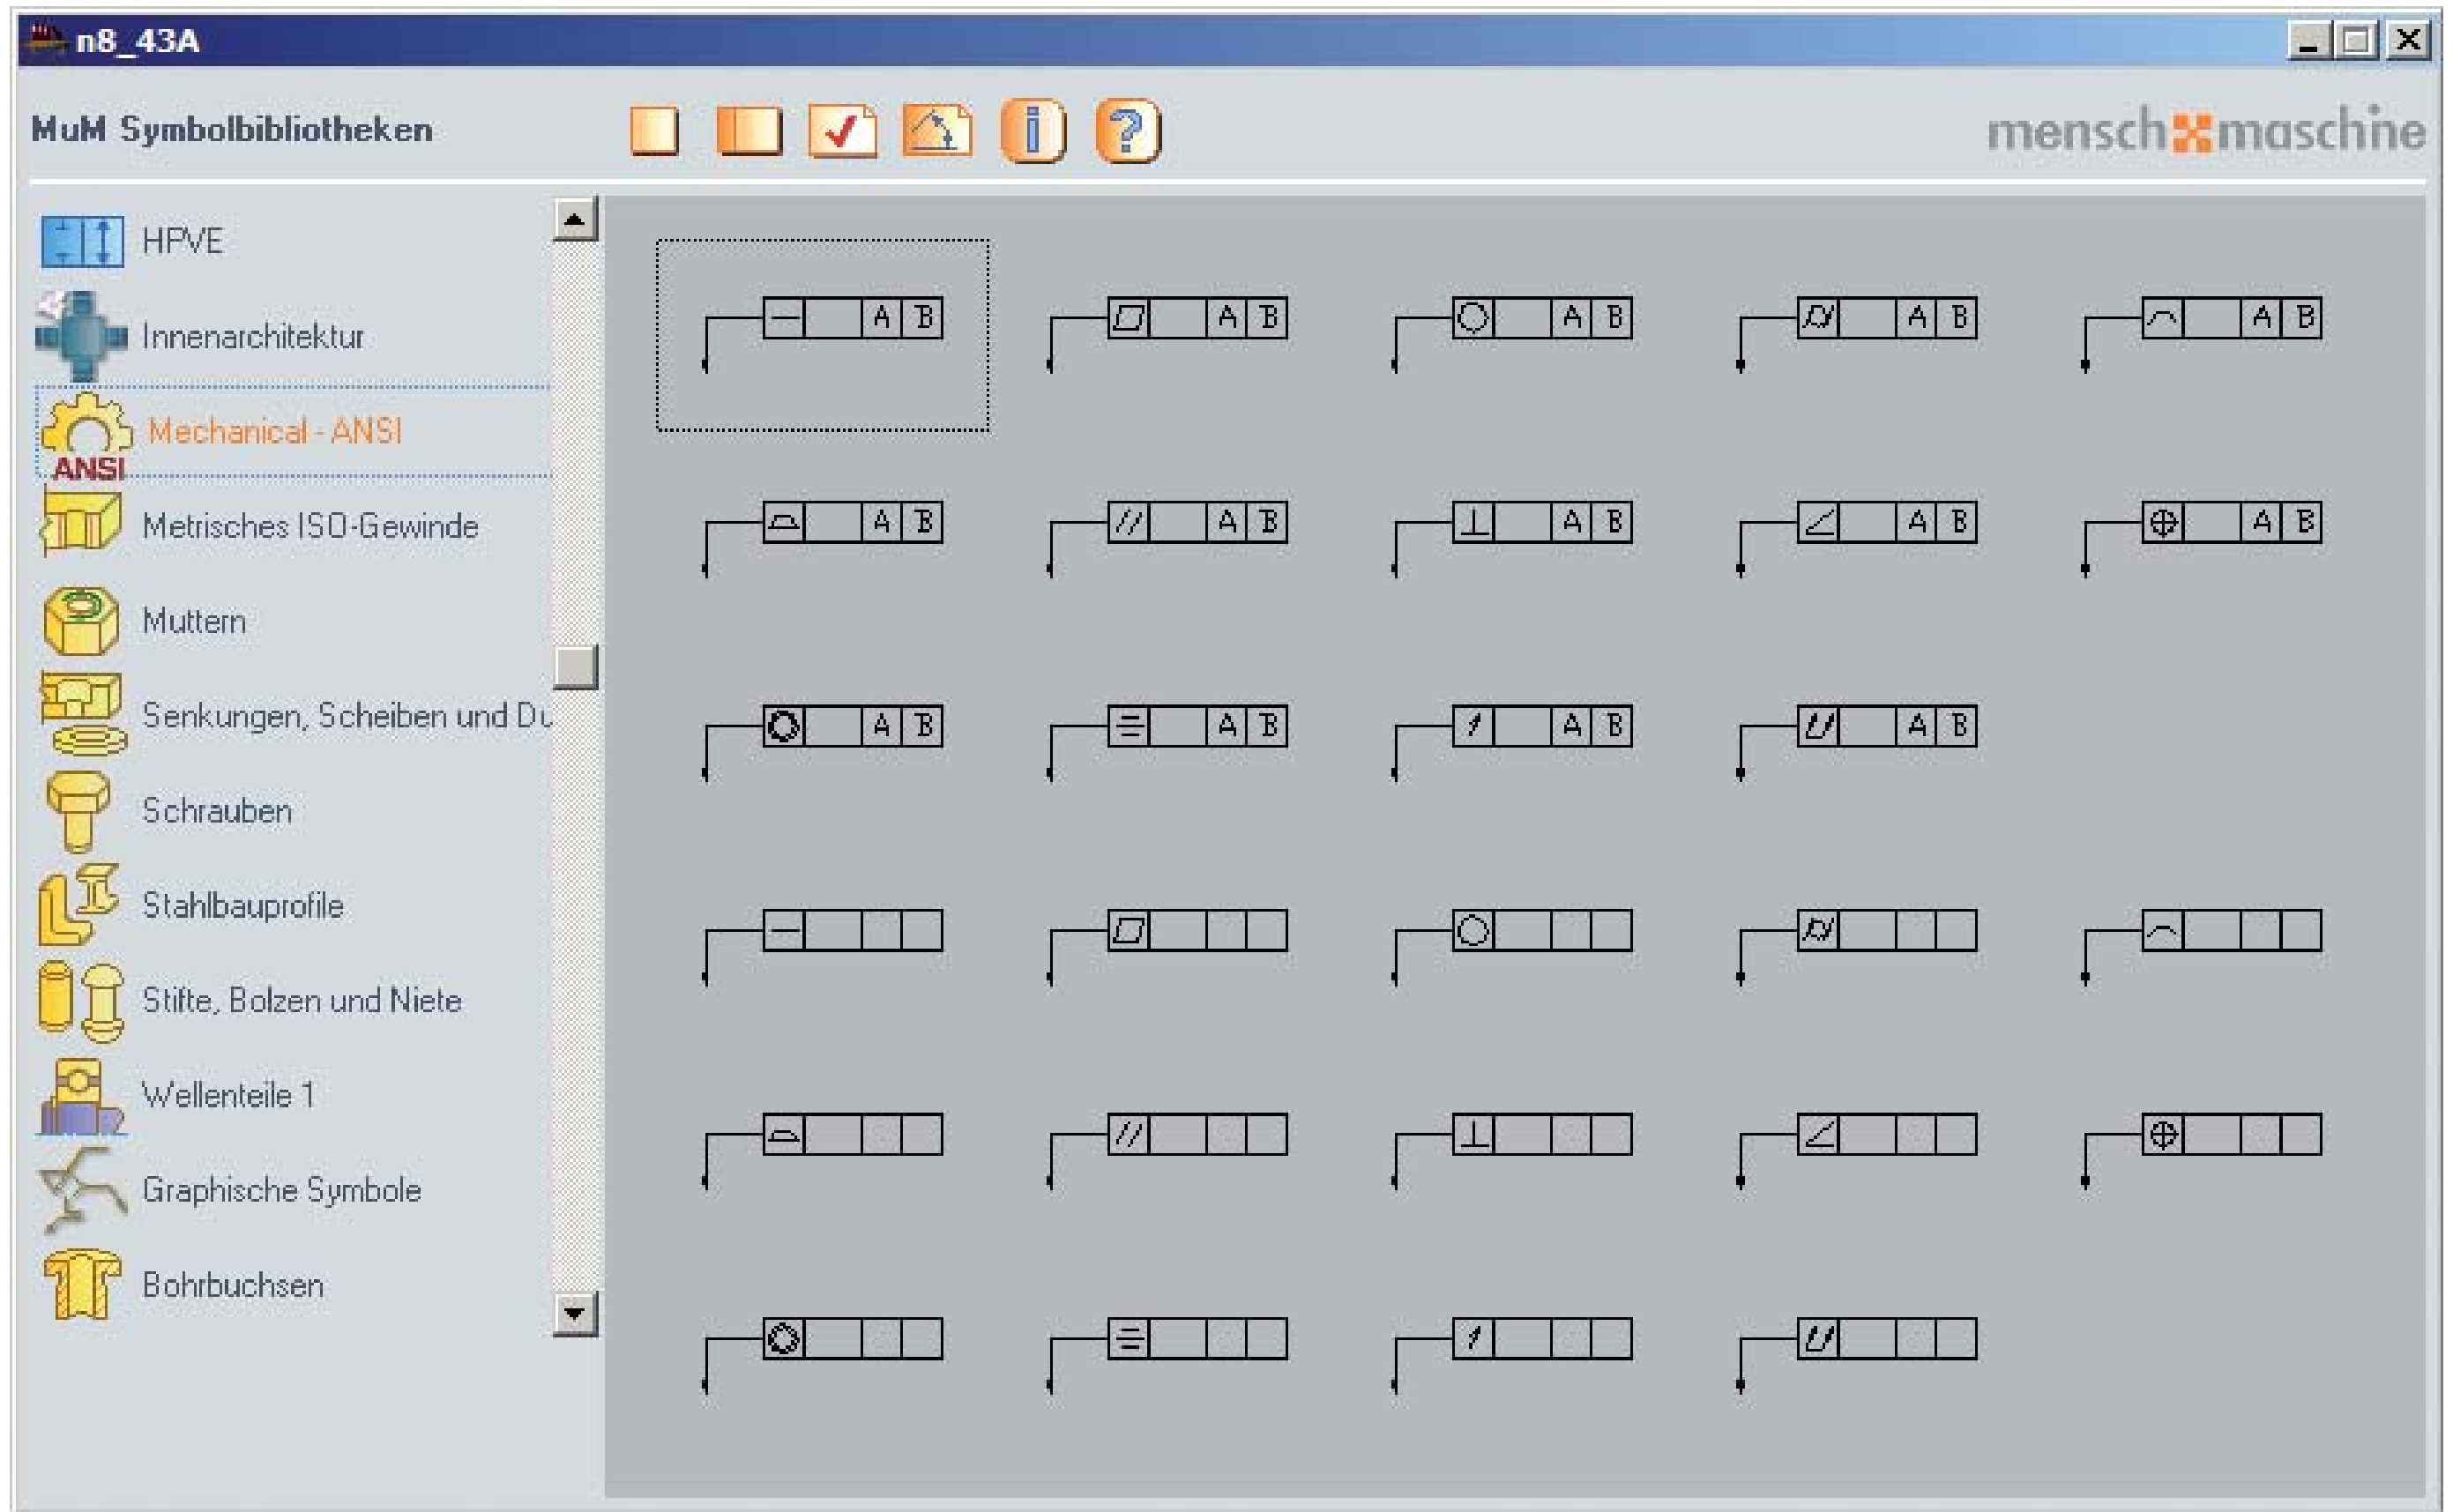 n8_43A
MuM Symbolbibliotheken
mensch maschine
HPVE
Innenarchitektur
Mechanical - ANSI
ANSI
Metrisches ISO-Gewinde
Muttern
Senkungen, Scheiben und Du
Schrauben
Stahlbauprofile
Stifte, Bolzen und Niete
Wellenteile 1
Graphische Symbole
Bohrbuchsen
A B A B A B A B A B
A B A B A B A B A B
A B A B A B A B